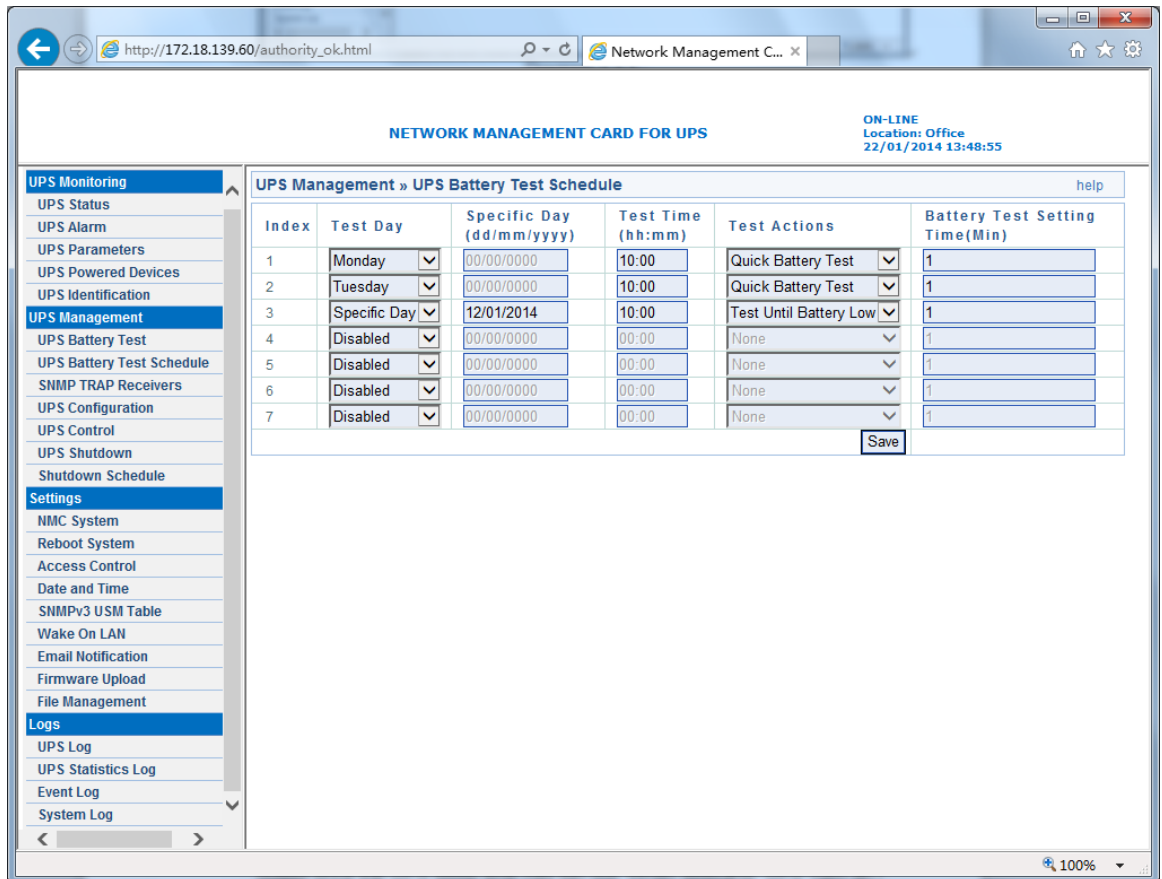 http://172.18.139.60/authority_ok.html
Network Management C...
NETWORK MANAGEMENT CARD FOR UPS
ON-LINE
Location: Office
22/01/2014 13:48:55
UPS Monitoring
UPS Status
UPS Alarm
UPS Parameters
UPS Powered Devices
UPS Identification
UPS Management
UPS Battery Test
UPS Battery Test Schedule
SNMP TRAP Receivers
UPS Configuration
UPS Control
UPS Shutdown
Shutdown Schedule
Settings
NMC System
Reboot System
Access Control
Date and Time
SNMPv3 USM Table
Wake On LAN
Email Notification
Firmware Upload
File Management
Logs
UPS Log
UPS Statistics Log
Event Log
System Log
UPS Management » UPS Battery Test Schedule help
Index Test Day Specific Day (dd/mm/yyyy) Test Time (hh:mm) Test Actions Battery Test Setting Time(Min)
1 Monday 00/00/0000 10:00 Quick Battery Test 1
2 Tuesday 00/00/0000 10:00 Quick Battery Test 1
3 Specific Day 12/01/2014 10:00 Test Until Battery Low 1
4 Disabled 00/00/0000 00:00 None 1
5 Disabled 00/00/0000 00:00 None 1
6 Disabled 00/00/0000 00:00 None 1
7 Disabled 00/00/0000 00:00 None 1
Save
100%